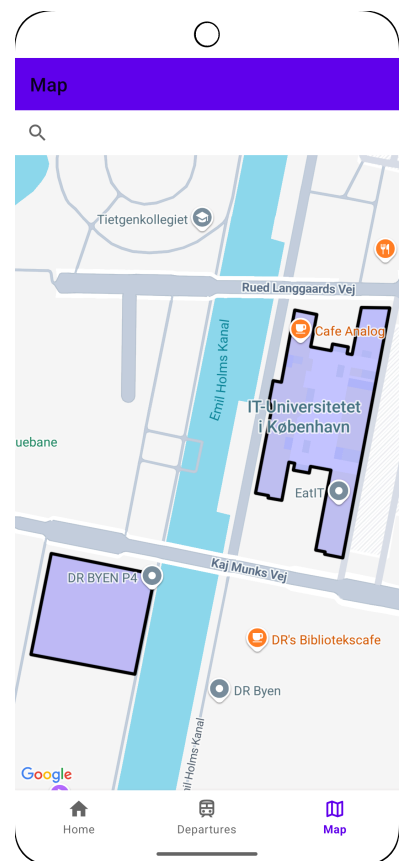 Map
Tietgenkollegiet
Rued Langgaards Vej
Cafe Analog
Emil Holms Kanal
IT-Universitetet
i København
uebane
EatIT
Kaj Munks Vej
DR BYEN P4
DR's Bibliotekscafe
DR Byen
il Holms Kanal
Google
Home
Departures
Map